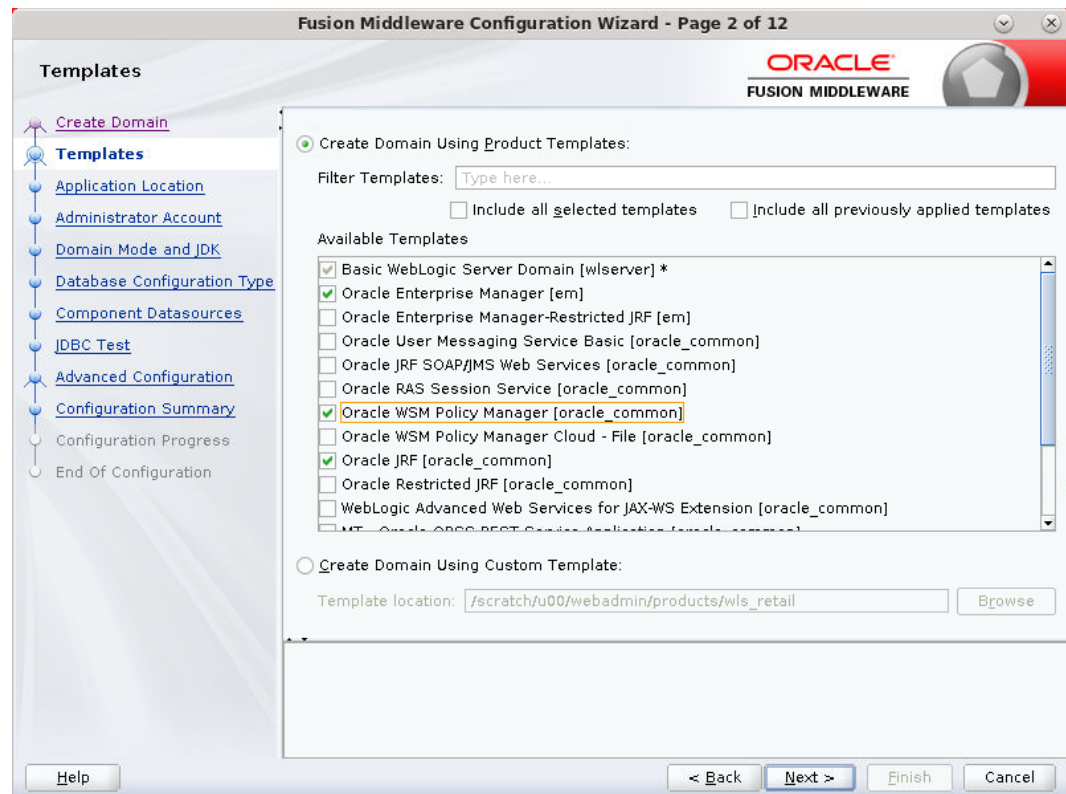 Fusion Middleware Configuration Wizard - Page 2 of 12
Templates
ORACLE
FUSION MIDDLEWARE
Create Domain
Templates
Application Location
Administrator Account
Domain Mode and JDK
Database Configuration Type
Component Datasources
JDBC Test
Advanced Configuration
Configuration Summary
Configuration Progress
End Of Configuration
Create Domain Using Product Templates:
Filter Templates: Type here...
Include all selected templates Include all previously applied templates
Available Templates
Basic WebLogic Server Domain [wlserver] *
Oracle Enterprise Manager [em]
Oracle Enterprise Manager-Restricted JRF [em]
Oracle User Messaging Service Basic [oracle_common]
Oracle JRF SOAP/JMS Web Services [oracle_common]
Oracle RAS Session Service [oracle_common]
Oracle WSM Policy Manager [oracle_common]
Oracle WSM Policy Manager Cloud - File [oracle_common]
Oracle JRF [oracle_common]
Oracle Restricted JRF [oracle_common]
WebLogic Advanced Web Services for JAX-WS Extension [oracle_common]
Create Domain Using Custom Template:
Template location: /scratch/u00/webadmin/products/wls_retail Browse
Help < Back Next > Finish Cancel